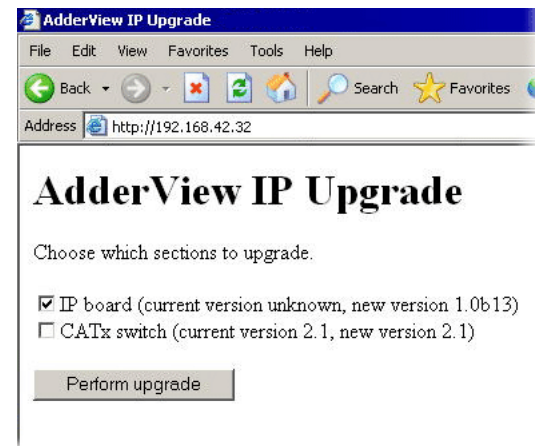 AdderView IP Upgrade
File Edit View Favorites Tools Help
Back Search Favorites
Address http://192.168.42.32
AdderView IP Upgrade
Choose which sections to upgrade.
IP board (current version unknown, new version 1.0b13)
CATx switch (current version 2.1, new version 2.1)
Perform upgrade